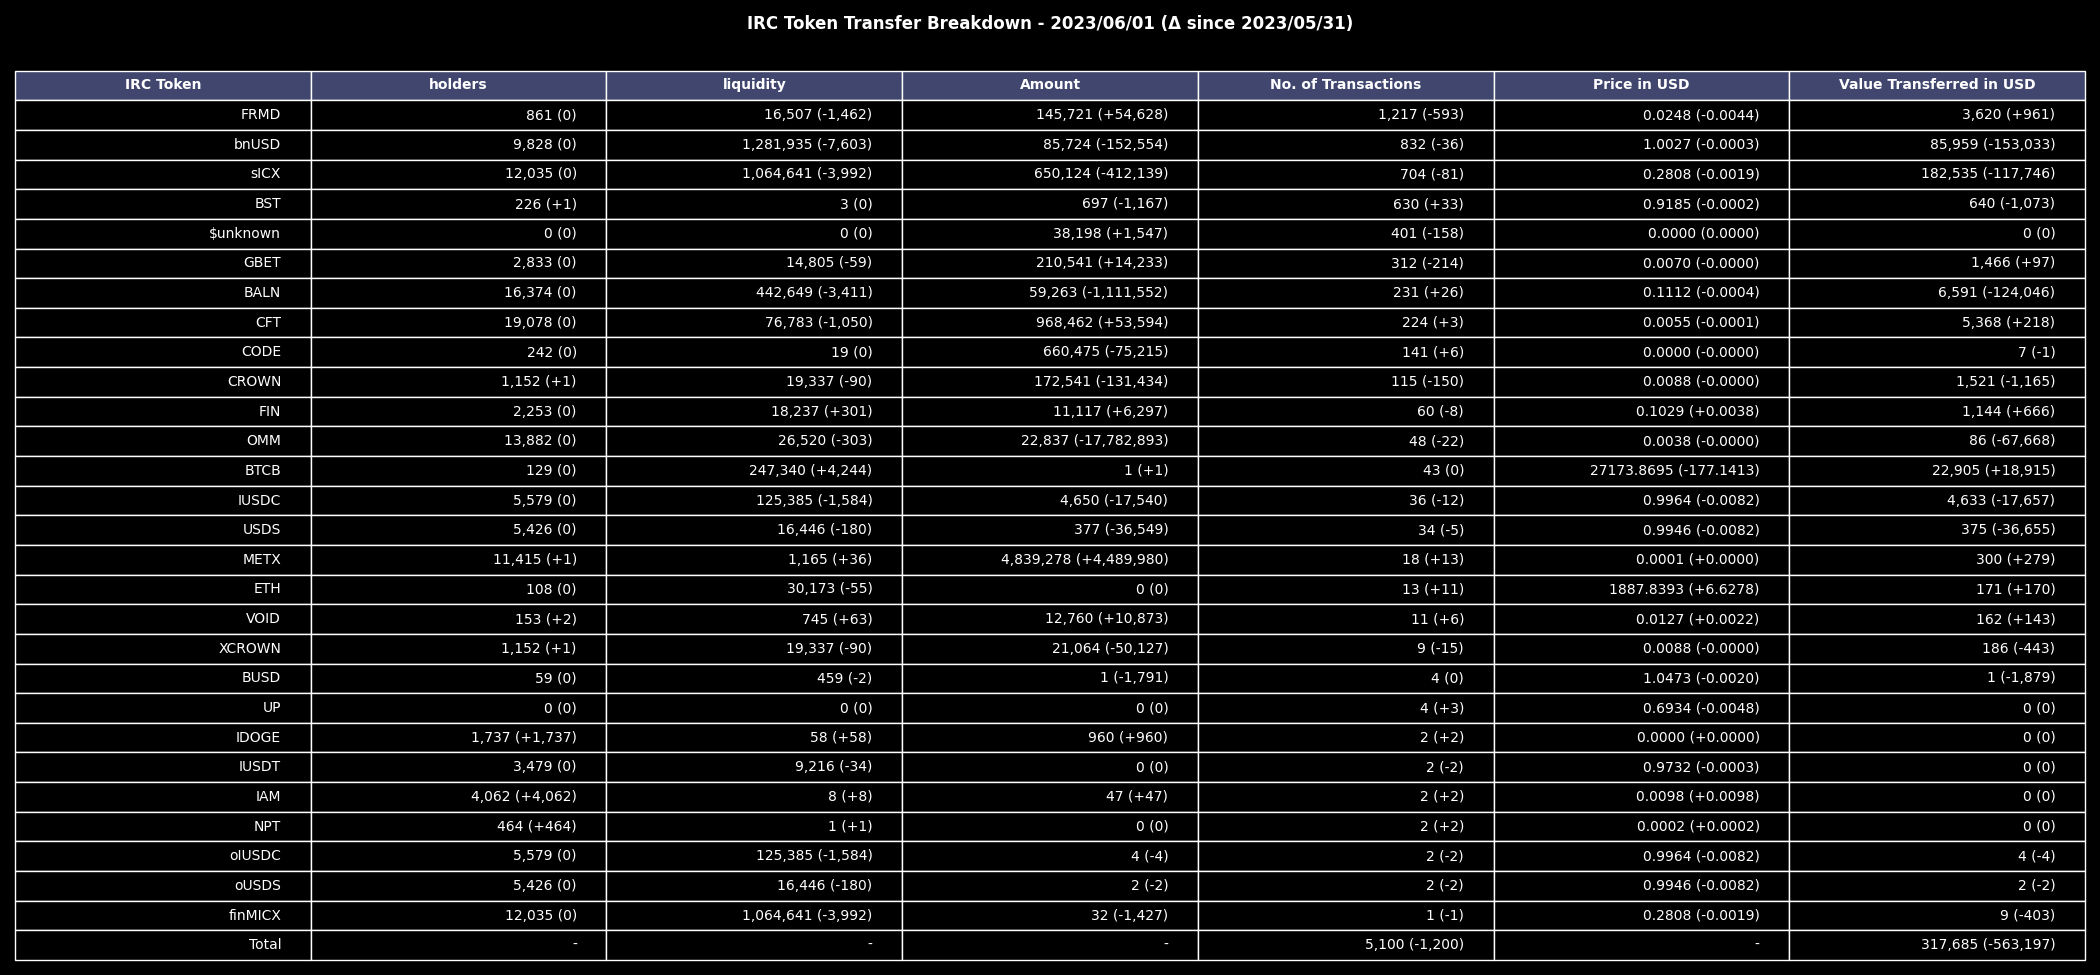 IRC Token Transfer Breakdown - 2023/06/01 (Δ since 2023/05/31)
IRC Token holders liquidity Amount No. of Transactions Price in USD Value Transferred in USD
FRMD 861 (0) 16,507 (-1,462) 145,721 (+54,628) 1,217 (-593) 0.0248 (-0.0044) 3,620 (+961)
bnUSD 9,828 (0) 1,281,935 (-7,603) 85,724 (-152,554) 832 (-36) 1.0027 (-0.0003) 85,959 (-153,033)
sICX 12,035 (0) 1,064,641 (-3,992) 650,124 (-412,139) 704 (-81) 0.2808 (-0.0019) 182,535 (-117,746)
BST 226 (+1) 3 (0) 697 (-1,167) 630 (+33) 0.9185 (-0.0002) 640 (-1,073)
$unknown 0 (0) 0 (0) 38,198 (+1,547) 401 (-158) 0.0000 (0.0000) 0 (0)
GBET 2,833 (0) 14,805 (-59) 210,541 (+14,233) 312 (-214) 0.0070 (-0.0000) 1,466 (+97)
BALN 16,374 (0) 442,649 (-3,411) 59,263 (-1,111,552) 231 (+26) 0.1112 (-0.0004) 6,591 (-124,046)
CFT 19,078 (0) 76,783 (-1,050) 968,462 (+53,594) 224 (+3) 0.0055 (-0.0001) 5,368 (+218)
CODE 242 (0) 19 (0) 660,475 (-75,215) 141 (+6) 0.0000 (-0.0000) 7 (-1)
CROWN 1,152 (+1) 19,337 (-90) 172,541 (-131,434) 115 (-150) 0.0088 (-0.0000) 1,521 (-1,165)
FIN 2,253 (0) 18,237 (+301) 11,117 (+6,297) 60 (-8) 0.1029 (+0.0038) 1,144 (+666)
OMM 13,882 (0) 26,520 (-303) 22,837 (-17,782,893) 48 (-22) 0.0038 (-0.0000) 86 (-67,668)
BTCB 129 (0) 247,340 (+4,244) 1 (+1) 43 (0) 27173.8695 (-177.1413) 22,905 (+18,915)
IUSDC 5,579 (0) 125,385 (-1,584) 4,650 (-17,540) 36 (-12) 0.9964 (-0.0082) 4,633 (-17,657)
USDS 5,426 (0) 16,446 (-180) 377 (-36,549) 34 (-5) 0.9946 (-0.0082) 375 (-36,655)
METX 11,415 (+1) 1,165 (+36) 4,839,278 (+4,489,980) 18 (+13) 0.0001 (+0.0000) 300 (+279)
ETH 108 (0) 30,173 (-55) 0 (0) 13 (+11) 1887.8393 (+6.6278) 171 (+170)
VOID 153 (+2) 745 (+63) 12,760 (+10,873) 11 (+6) 0.0127 (+0.0022) 162 (+143)
XCROWN 1,152 (+1) 19,337 (-90) 21,064 (-50,127) 9 (-15) 0.0088 (-0.0000) 186 (-443)
BUSD 59 (0) 459 (-2) 1 (-1,791) 4 (0) 1.0473 (-0.0020) 1 (-1,879)
UP 0 (0) 0 (0) 0 (0) 4 (+3) 0.6934 (-0.0048) 0 (0)
IDOGE 1,737 (+1,737) 58 (+58) 960 (+960) 2 (+2) 0.0000 (+0.0000) 0 (0)
IUSDT 3,479 (0) 9,216 (-34) 0 (0) 2 (-2) 0.9732 (-0.0003) 0 (0)
IAM 4,062 (+4,062) 8 (+8) 47 (+47) 2 (+2) 0.0098 (+0.0098) 0 (0)
NPT 464 (+464) 1 (+1) 0 (0) 2 (+2) 0.0002 (+0.0002) 0 (0)
oIUSDC 5,579 (0) 125,385 (-1,584) 4 (-4) 2 (-2) 0.9964 (-0.0082) 4 (-4)
oUSDS 5,426 (0) 16,446 (-180) 2 (-2) 2 (-2) 0.9946 (-0.0082) 2 (-2)
finMICX 12,035 (0) 1,064,641 (-3,992) 32 (-1,427) 1 (-1) 0.2808 (-0.0019) 9 (-403)
Total - - - 5,100 (-1,200) - 317,685 (-563,197)